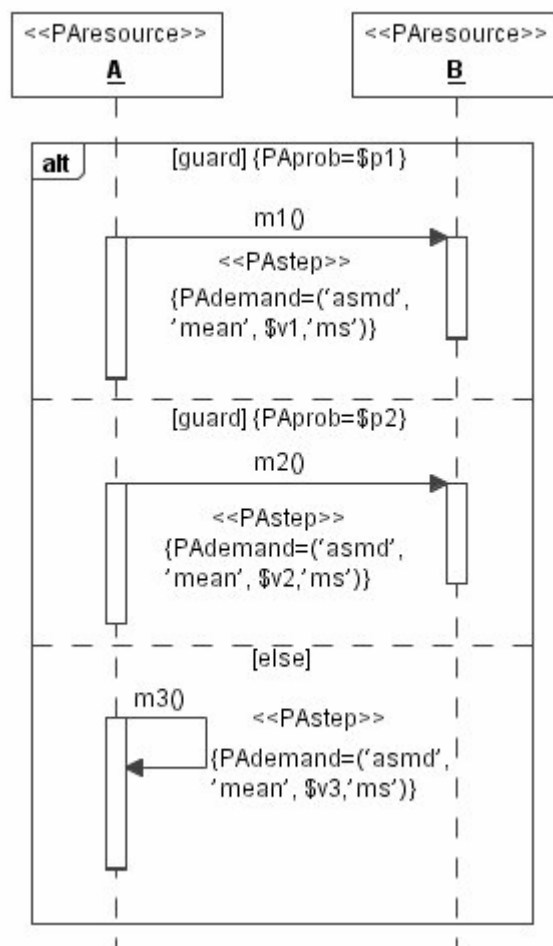 <<PAresource>>
A
<<PAresource>>
B
alt
[guard] {PAprob=$p1}
m1()
<<PAstep>>
{PAdemand=(‘asmd’,
’mean’, $v1,’ms’)}
[guard] {PAprob=$p2}
m2()
<<PAstep>>
{PAdemand=(‘asmd’,
’mean’, $v2,’ms’)}
[else]
m3()
<<PAstep>>
{PAdemand=(‘asmd’,
’mean’, $v3,’ms’)}